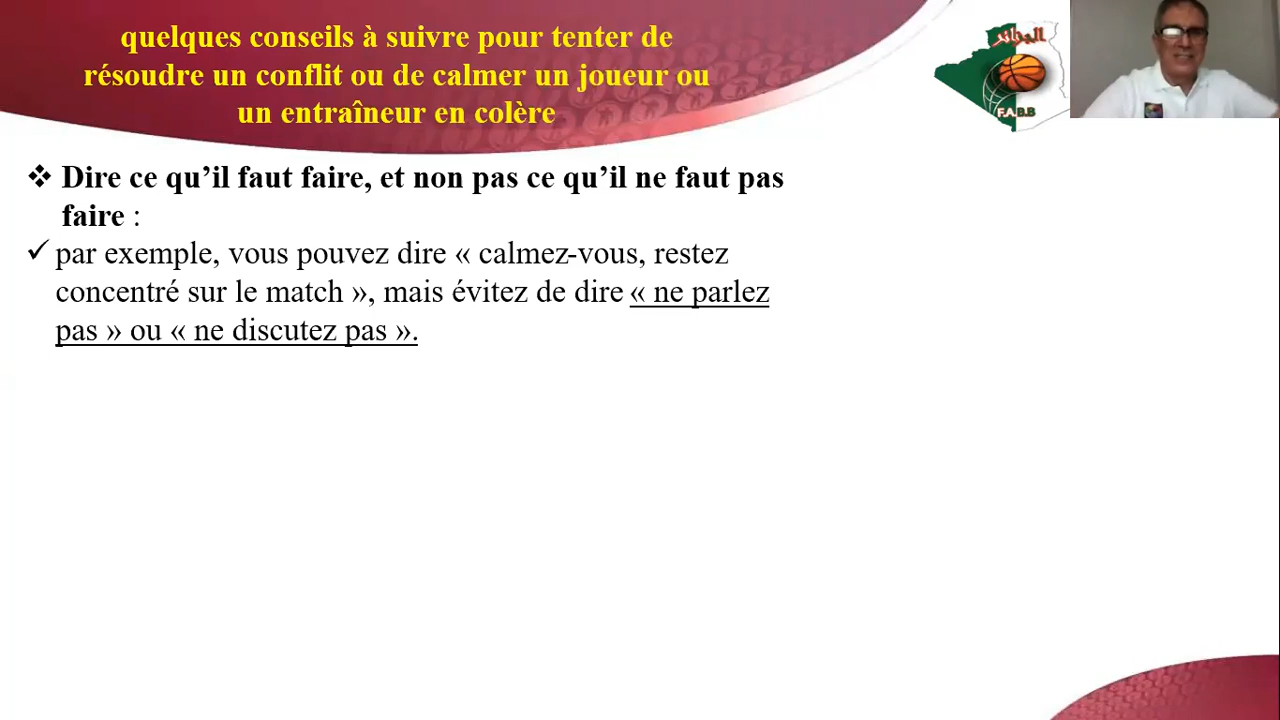 quelques conseils à suivre pour tenter de
résoudre un conflit ou de calmer un joueur ou
un entraîneur en colère
الجزائر
F.A.B.B
❖ Dire ce qu’il faut faire, et non pas ce qu’il ne faut pas
faire :
✓ par exemple, vous pouvez dire « calmez-vous, restez
concentré sur le match », mais évitez de dire « ne parlez
pas » ou « ne discutez pas ».